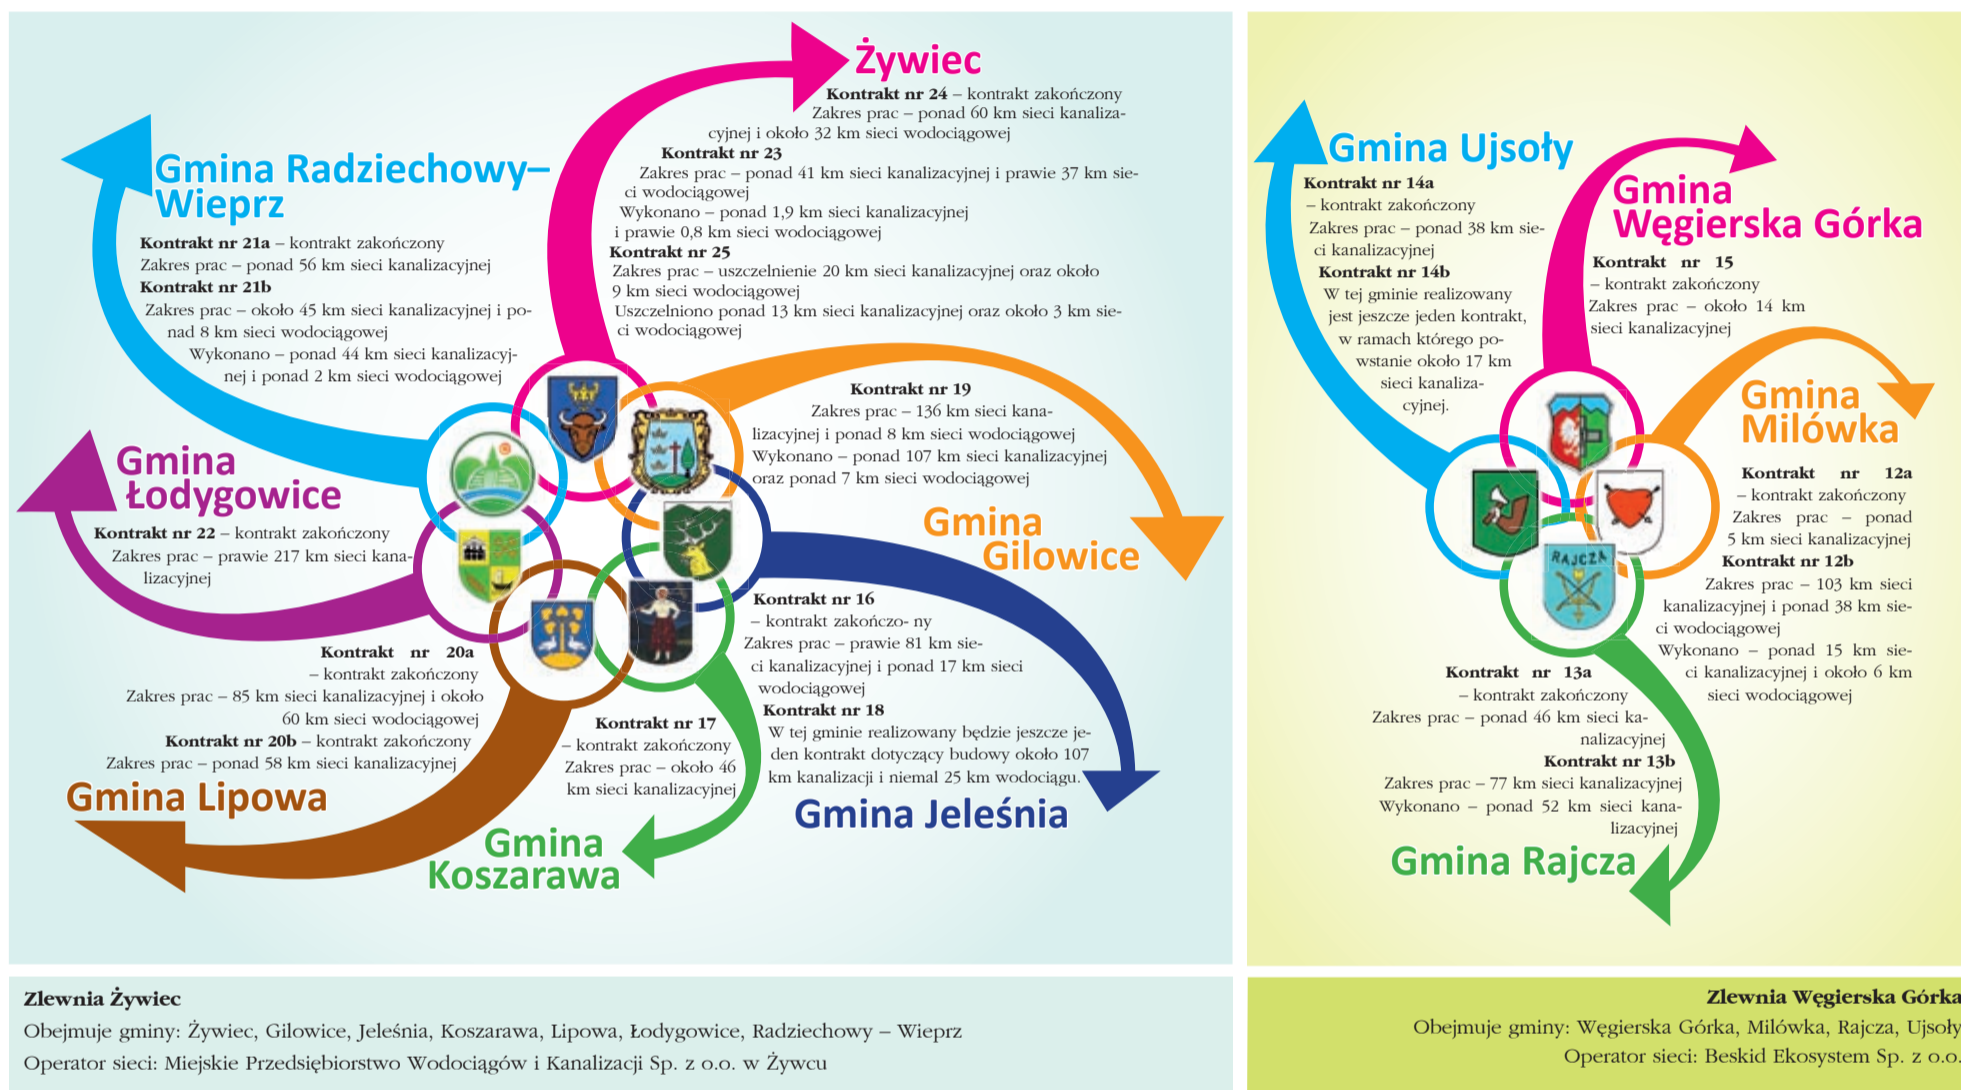 Żywiec
Kontrakt nr 24 – kontrakt zakończony
Zakres prac – ponad 60 km sieci kanaliza-
cyjnej i około 32 km sieci wodociągowej
Kontrakt nr 23
Zakres prac – ponad 41 km sieci kanalizacyjnej i prawie 37 km sie-
ci wodociągowej
Wykonano – ponad 1,9 km sieci kanalizacyjnej
i prawie 0,8 km sieci wodociągowej
Kontrakt nr 25
Zakres prac – uszczelnienie 20 km sieci kanalizacyjnej oraz około
9 km sieci wodociągowej
Uszczelniono ponad 13 km sieci kanalizacyjnej oraz około 3 km sie-
ci wodociągowej
Gmina Radziechowy–
Wieprz
Kontrakt nr 21a – kontrakt zakończony
Zakres prac – ponad 56 km sieci kanalizacyjnej
Kontrakt nr 21b
Zakres prac – około 45 km sieci kanalizacyjnej i po-
nad 8 km sieci wodociągowej
Wykonano – ponad 44 km sieci kanalizacyj-
nej i ponad 2 km sieci wodociągowej
Kontrakt nr 19
Zakres prac – 136 km sieci kana-
lizacyjnej i ponad 8 km sieci wodociągowej
Wykonano – ponad 107 km sieci kanalizacyjnej
oraz ponad 7 km sieci wodociągowej
Gmina
Gilowice
Gmina
Łodygowice
Kontrakt nr 22 – kontrakt zakończony
Zakres prac – prawie 217 km sieci kana-
lizacyjnej
Kontrakt nr 16
– kontrakt zakończo- ny
Zakres prac – prawie 81 km sie-
ci kanalizacyjnej i ponad 17 km sieci
wodociągowej
Kontrakt nr 18
W tej gminie realizowany będzie jeszcze je-
den kontrakt dotyczący budowy około 107
km kanalizacji i niemal 25 km wodociągu.
Gmina Jeleśnia
Kontrakt nr 20a
– kontrakt zakończony
Zakres prac – 85 km sieci kanalizacyjnej i około
60 km sieci wodociągowej
Kontrakt nr 20b – kontrakt zakończony
Zakres prac – ponad 58 km sieci kanalizacyjnej
Gmina Lipowa
Kontrakt nr 17
– kontrakt zakończony
Zakres prac – około 46
km sieci kanalizacyjnej
Gmina
Koszarawa
Zlewnia Żywiec
Obejmuje gminy: Żywiec, Gilowice, Jeleśnia, Koszarawa, Lipowa, Łodygowice, Radziechowy – Wieprz
Operator sieci: Miejskie Przedsiębiorstwo Wodociągów i Kanalizacji Sp. z o.o. w Żywcu
Gmina Ujsoły
Kontrakt nr 14a
– kontrakt zakończony
Zakres prac – ponad 38 km sie-
ci kanalizacyjnej
Kontrakt nr 14b
W tej gminie realizowany
jest jeszcze jeden kontrakt,
w ramach którego po-
wstanie około 17 km
sieci kanaliza-
cyjnej.
Gmina
Węgierska Górka
Kontrakt nr 15
– kontrakt zakończony
Zakres prac – około 14 km
sieci kanalizacyjnej
Gmina
Milówka
Kontrakt nr 12a
– kontrakt zakończony
Zakres prac – ponad
5 km sieci kanalizacyjnej
Kontrakt nr 12b
Zakres prac – 103 km sieci
kanalizacyjnej i ponad 38 km sie-
ci wodociągowej
Wykonano – ponad 15 km sie-
ci kanalizacyjnej i około 6 km
sieci wodociągowej
RAJCZA
Kontrakt nr 13a
– kontrakt zakończony
Zakres prac – ponad 46 km sieci ka-
nalizacyjnej
Kontrakt nr 13b
Zakres prac – 77 km sieci kanalizacyjnej
Wykonano – ponad 52 km sieci kana-
lizacyjnej
Gmina Rajcza
Zlewnia Węgierska Górka
Obejmuje gminy: Węgierska Górka, Milówka, Rajcza, Ujsoły
Operator sieci: Beskid Ekosystem Sp. z o.o.